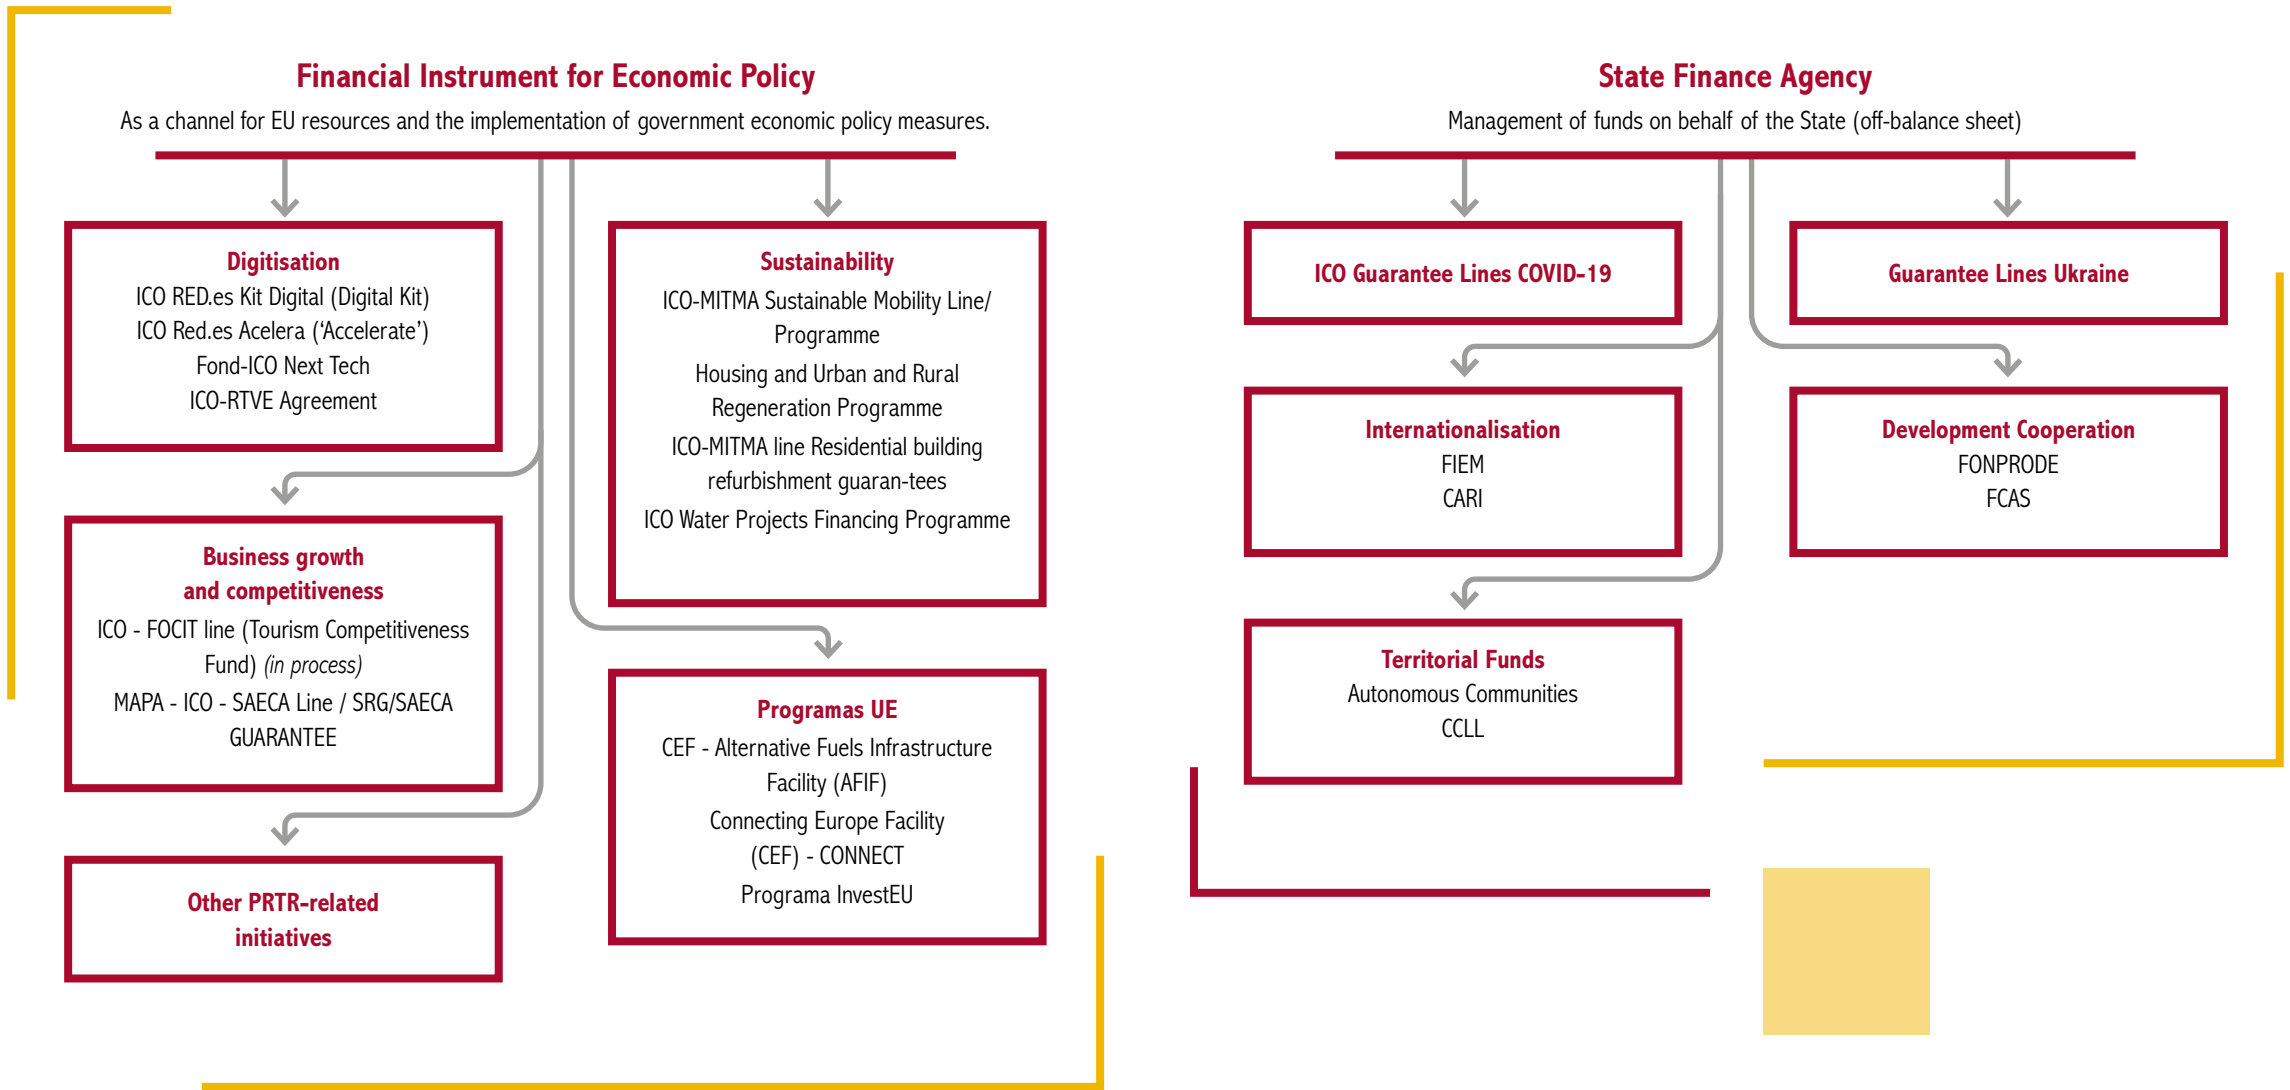 Financial Instrument for Economic Policy
As a channel for EU resources and the implementation of government economic policy measures.
Digitisation
ICO RED.es Kit Digital (Digital Kit)
ICO Red.es Acelera (‘Accelerate’)
Fond-ICO Next Tech
ICO-RTVE Agreement
Business growth
and competitiveness
ICO - FOCIT line (Tourism Competitiveness
Fund) (in process)
MAPA - ICO - SAECA Line / SRG/SAECA
GUARANTEE
Other PRTR-related
initiatives
Sustainability
ICO-MITMA Sustainable Mobility Line/
Programme
Housing and Urban and Rural
Regeneration Programme
ICO-MITMA line Residential building
refurbishment guaran-tees
ICO Water Projects Financing Programme
Programas UE
CEF - Alternative Fuels Infrastructure
Facility (AFIF)
Connecting Europe Facility
(CEF) - CONNECT
Programa InvestEU
State Finance Agency
Management of funds on behalf of the State (off-balance sheet)
ICO Guarantee Lines COVID-19
Guarantee Lines Ukraine
Internationalisation
FIEM
CARI
Development Cooperation
FONPRODE
FCAS
Territorial Funds
Autonomous Communities
CCLL